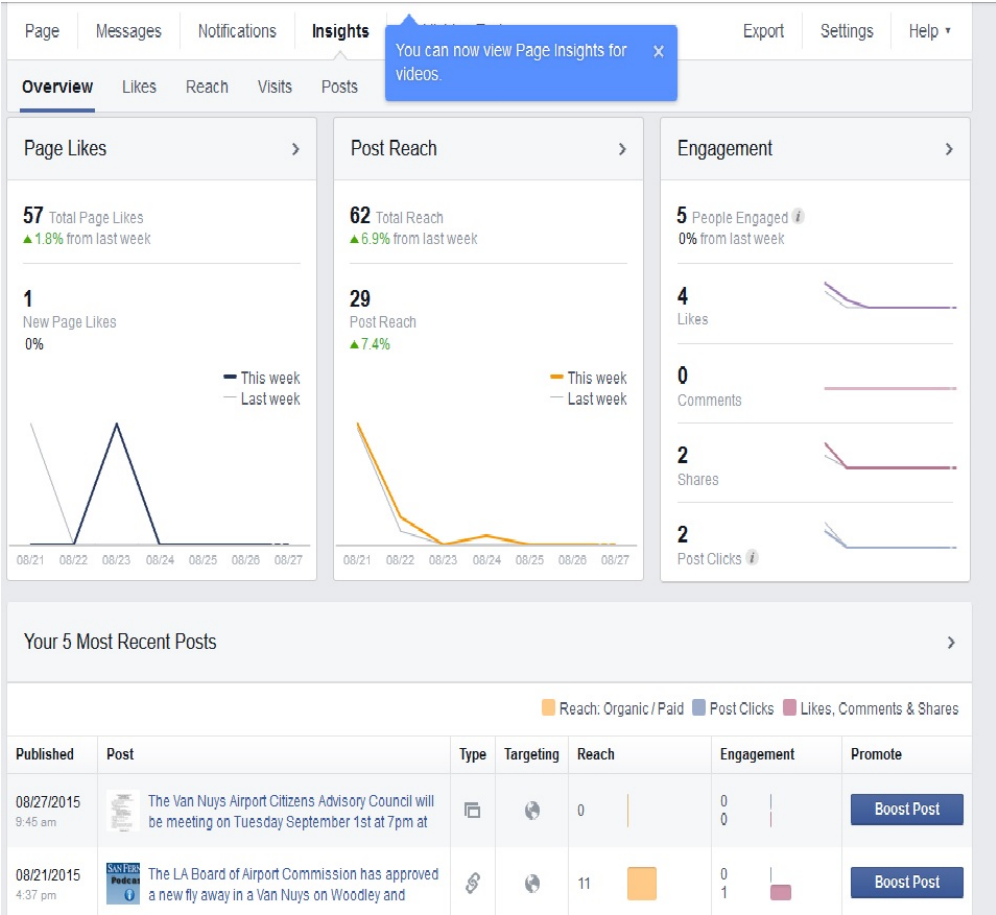 Page Messages Notifications Insights Export Settings Help
You can now view Page Insights for
videos.
Overview Likes Reach Visits Posts
Page Likes
57 Total Page Likes
1.8% from last week
1
New Page Likes
0%
This week
Last week
08/21 08/22 08/23 08/24 08/25 08/26 08/27
Post Reach
62 Total Reach
6.9% from last week
29
Post Reach
7.4%
This week
Last week
08/21 08/22 08/23 08/24 08/25 08/26 08/27
Engagement
5 People Engaged
0% from last week
4
Likes
0
Comments
2
Shares
2
Post Clicks
Your 5 Most Recent Posts
Reach: Organic / Paid Post Clicks Likes, Comments & Shares
Published Post Type Targeting Reach Engagement Promote
08/27/2015
9:45 am
The Van Nuys Airport Citizens Advisory Council will
be meeting on Tuesday September 1st at 7pm at
0
0
0
Boost Post
08/21/2015
4:37 pm
SAN FERN
Podcas
The LA Board of Airport Commission has approved
a new fly away in a Van Nuys on Woodley and
11
0
1
Boost Post